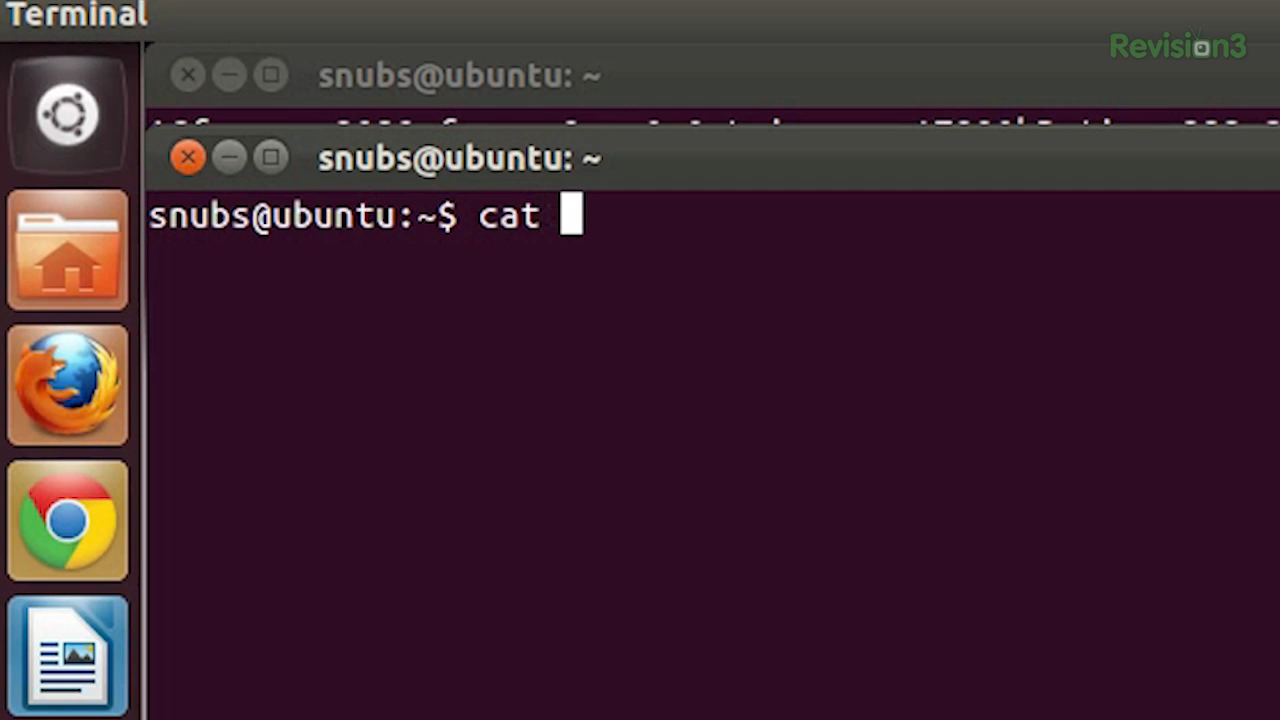 Terminal
Revision3
snubs@ubuntu: ~
snubs@ubuntu: ~
snubs@ubuntu:~$ cat